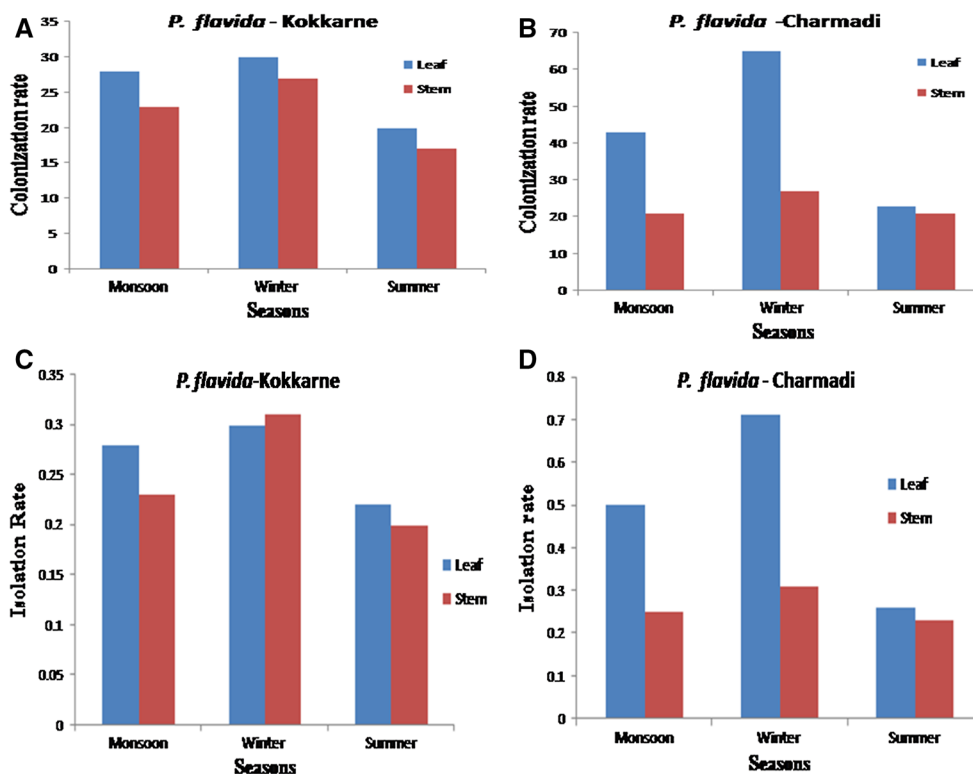 A
P. flavida - Kokkarne
35
30
25
20
15
10
5
0
Colonization rate
Leaf
Stem
Monsoon Winter Summer
Seasons
B
P. flavida -Charmadi
70
60
50
40
30
20
10
0
Colonization rate
Leaf
Stem
Monsoon Winter Summer
Seasons
C
P. flavida-Kokkarne
0.35
0.3
0.25
0.2
0.15
0.1
0.05
0
Isolation Rate
Leaf
Stem
Monsoon Winter Summer
Seasons
D
P. flavida - Charmadi
0.8
0.7
0.6
0.5
0.4
0.3
0.2
0.1
0
Isolation rate
Leaf
Stem
Monsoon Winter Summer
Seasons